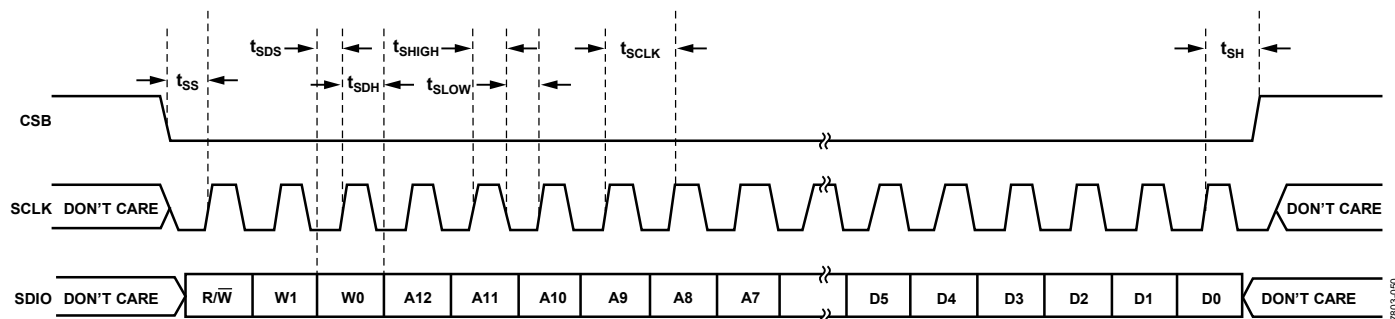 tSDS tSHIGH tSCLK tSH
tSS tSDH tSLOW
CSB
SCLK DON'T CARE DON'T CARE
SDIO DON'T CARE R/W̅ W1 W0 A12 A11 A10 A9 A8 A7 D5 D4 D3 D2 D1 D0 DON'T CARE